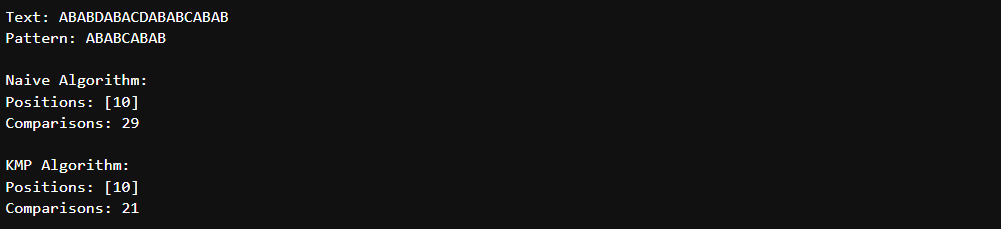 Text: ABABDABACDABABCABAB
Pattern: ABABCABAB
Naive Algorithm:
Positions: [10]
Comparisons: 29
KMP Algorithm:
Positions: [10]
Comparisons: 21